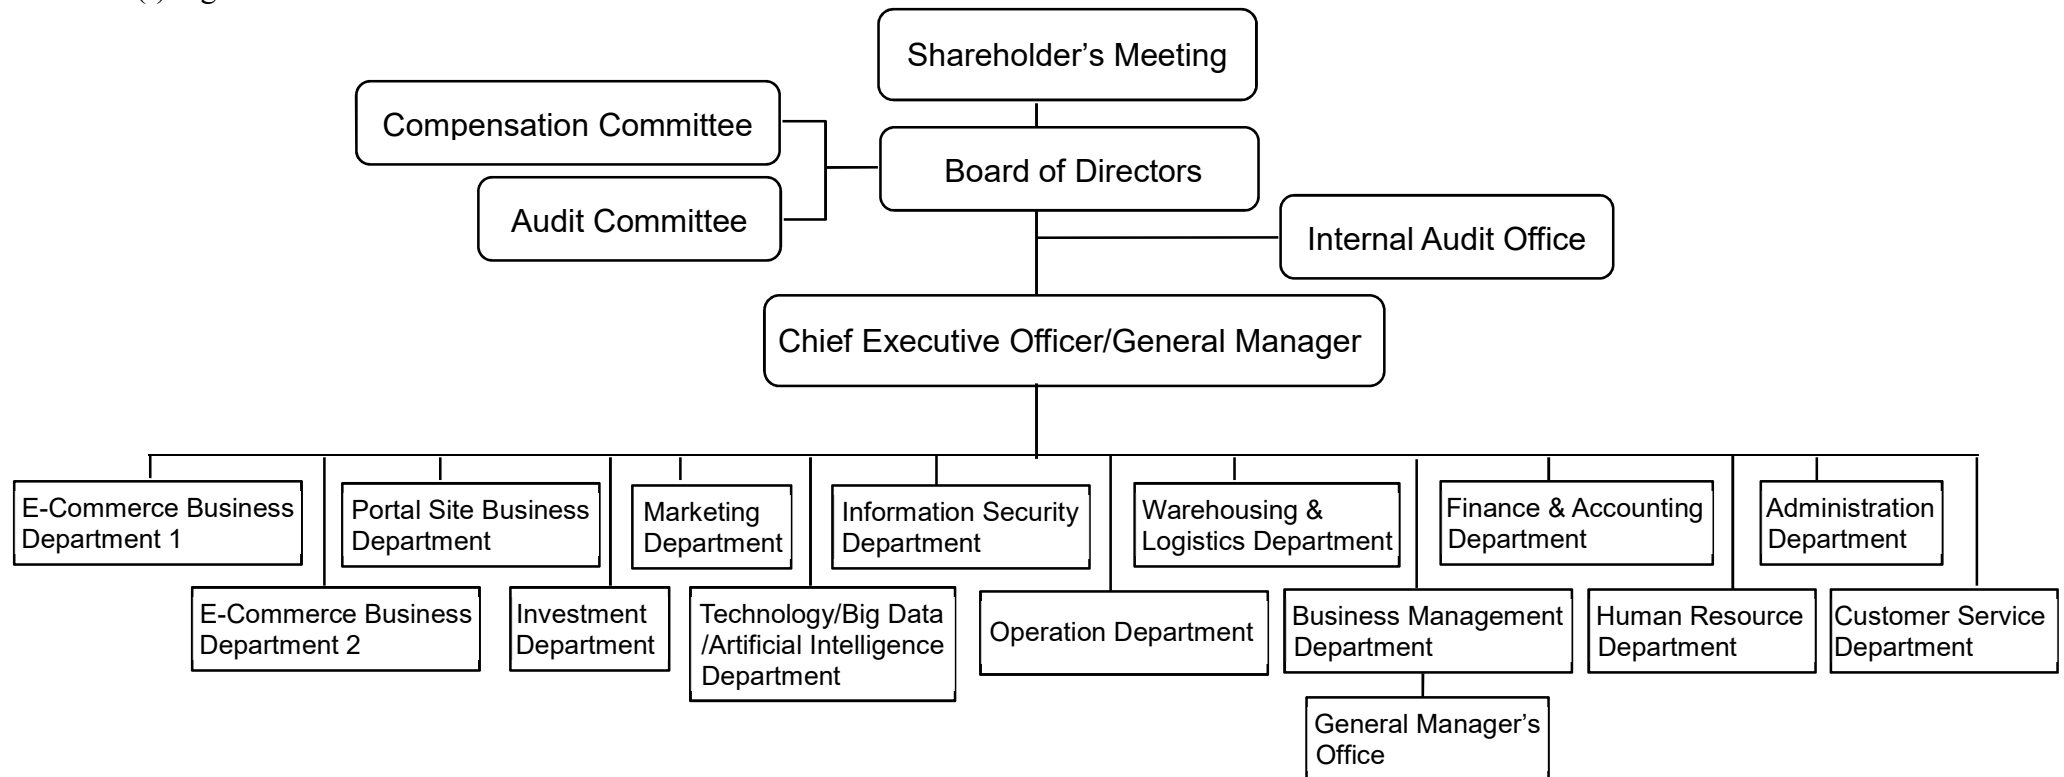 Shareholder’s Meeting
Compensation Committee
Board of Directors
Audit Committee
Internal Audit Office
Chief Executive Officer/General Manager
E-Commerce Business
Department 1
Portal Site Business
Department
Marketing
Department
Information Security
Department
Warehousing &
Logistics Department
Finance & Accounting
Department
Administration
Department
E-Commerce Business
Department 2
Investment
Department
Technology/Big Data
/Artificial Intelligence
Department
Operation Department
Business Management
Department
Human Resource
Department
Customer Service
Department
General Manager’s
Office